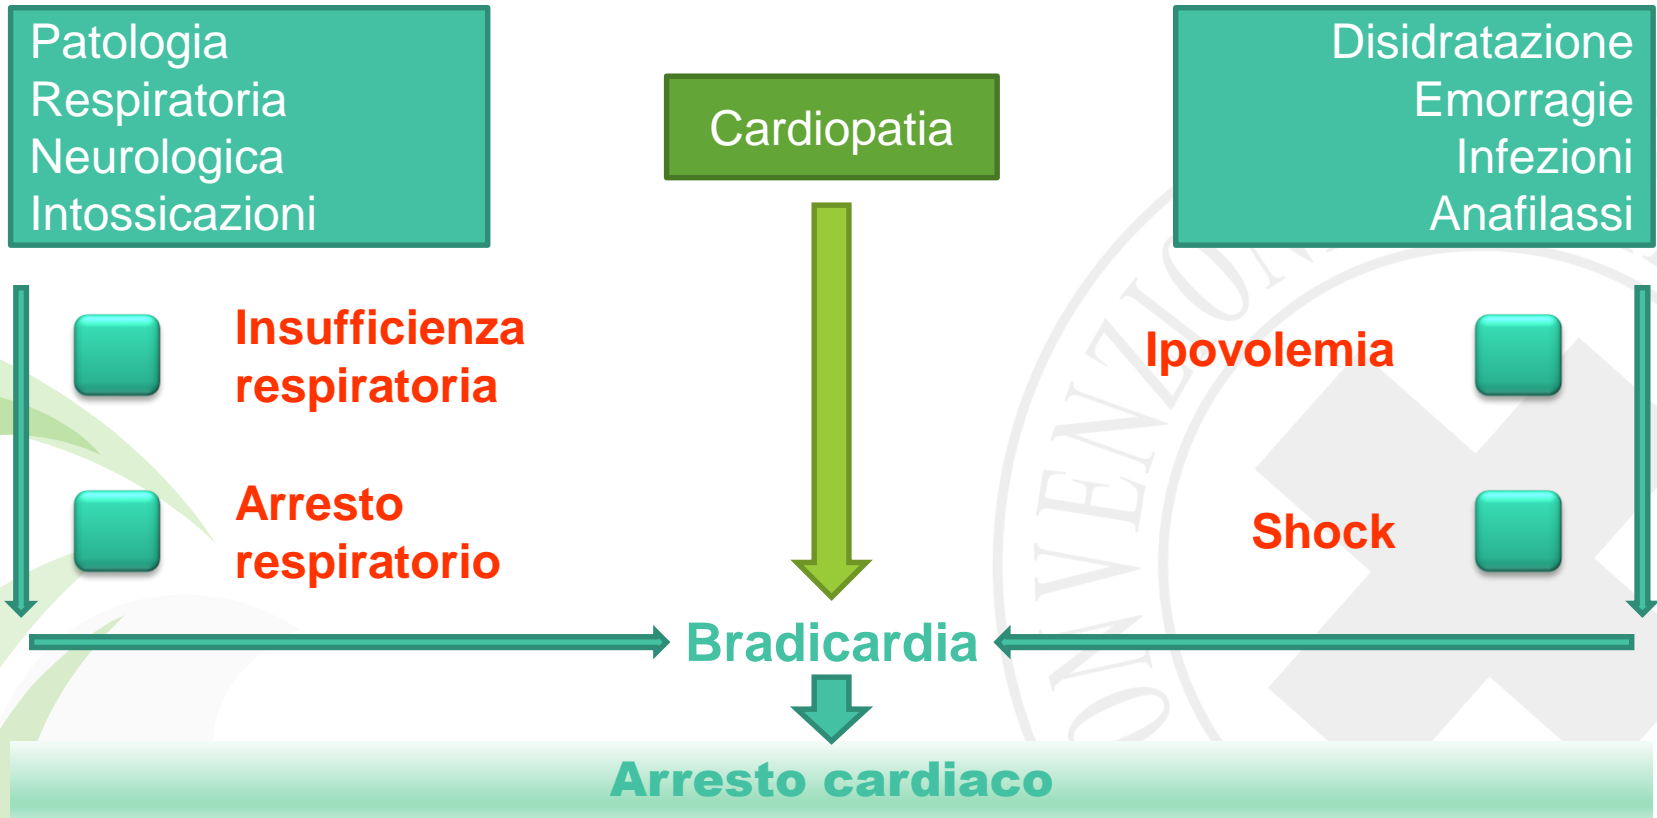 Patologia
Respiratoria
Neurologica
Intossicazioni
Cardiopatia
Disidratazione
Emorragie
Infezioni
Anafilassi
Insufficienza
respiratoria
Arresto
respiratorio
Ipovolemia
Shock
Bradicardia
Arresto cardiaco